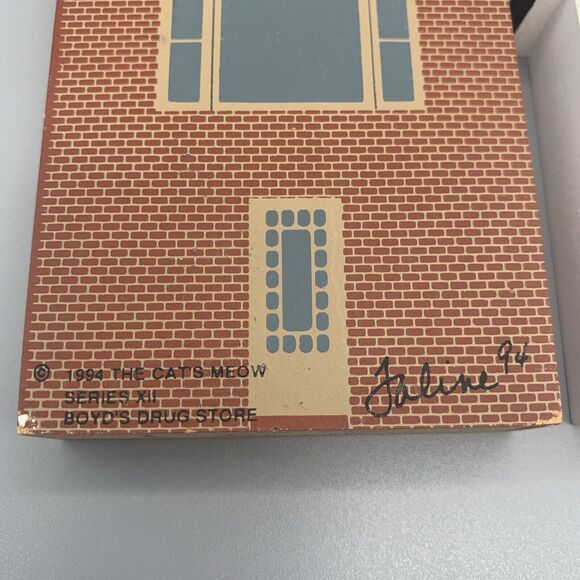 © 1994 THE CAT'S MEOW
SERIES XII
BOYD'S DRUG STORE
Faline 94